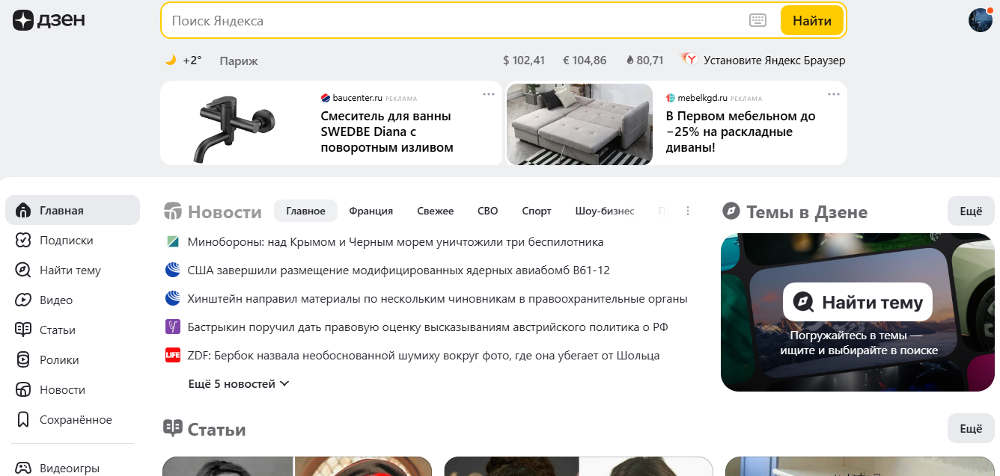 дзен
Поиск Яндекса
Найти
+2°
Париж
$ 102,41
€ 104,86
80,71
Установите Яндекс Браузер
baucenter.ru РЕКЛАМА
Смеситель для ванны
SWEDBE Diana с
поворотным изливом
mebelkgd.ru РЕКЛАМА
В Первом мебельном до
−25% на раскладные
диваны!
Главная
Подписки
Найти тему
Видео
Статьи
Ролики
Новости
Сохранённое
Видеоигры
Новости
Главное
Франция
Свежее
СВО
Спорт
Шоу-бизнес
Минобороны: над Крымом и Черным морем уничтожили три беспилотника
США завершили размещение модифицированных ядерных авиабомб B61-12
Хинштейн направил материалы по нескольким чиновникам в правоохранительные органы
Бастрыкин поручил дать правовую оценку высказываниям австрийского политика о РФ
LIFE
ZDF: Бербок назвала необоснованной шумиху вокруг фото, где она убегает от Шольца
Ещё 5 новостей
Темы в Дзене
Ещё
Найти тему
Погружайтесь в темы —
ищите и выбирайте в поиске
Статьи
Ещё